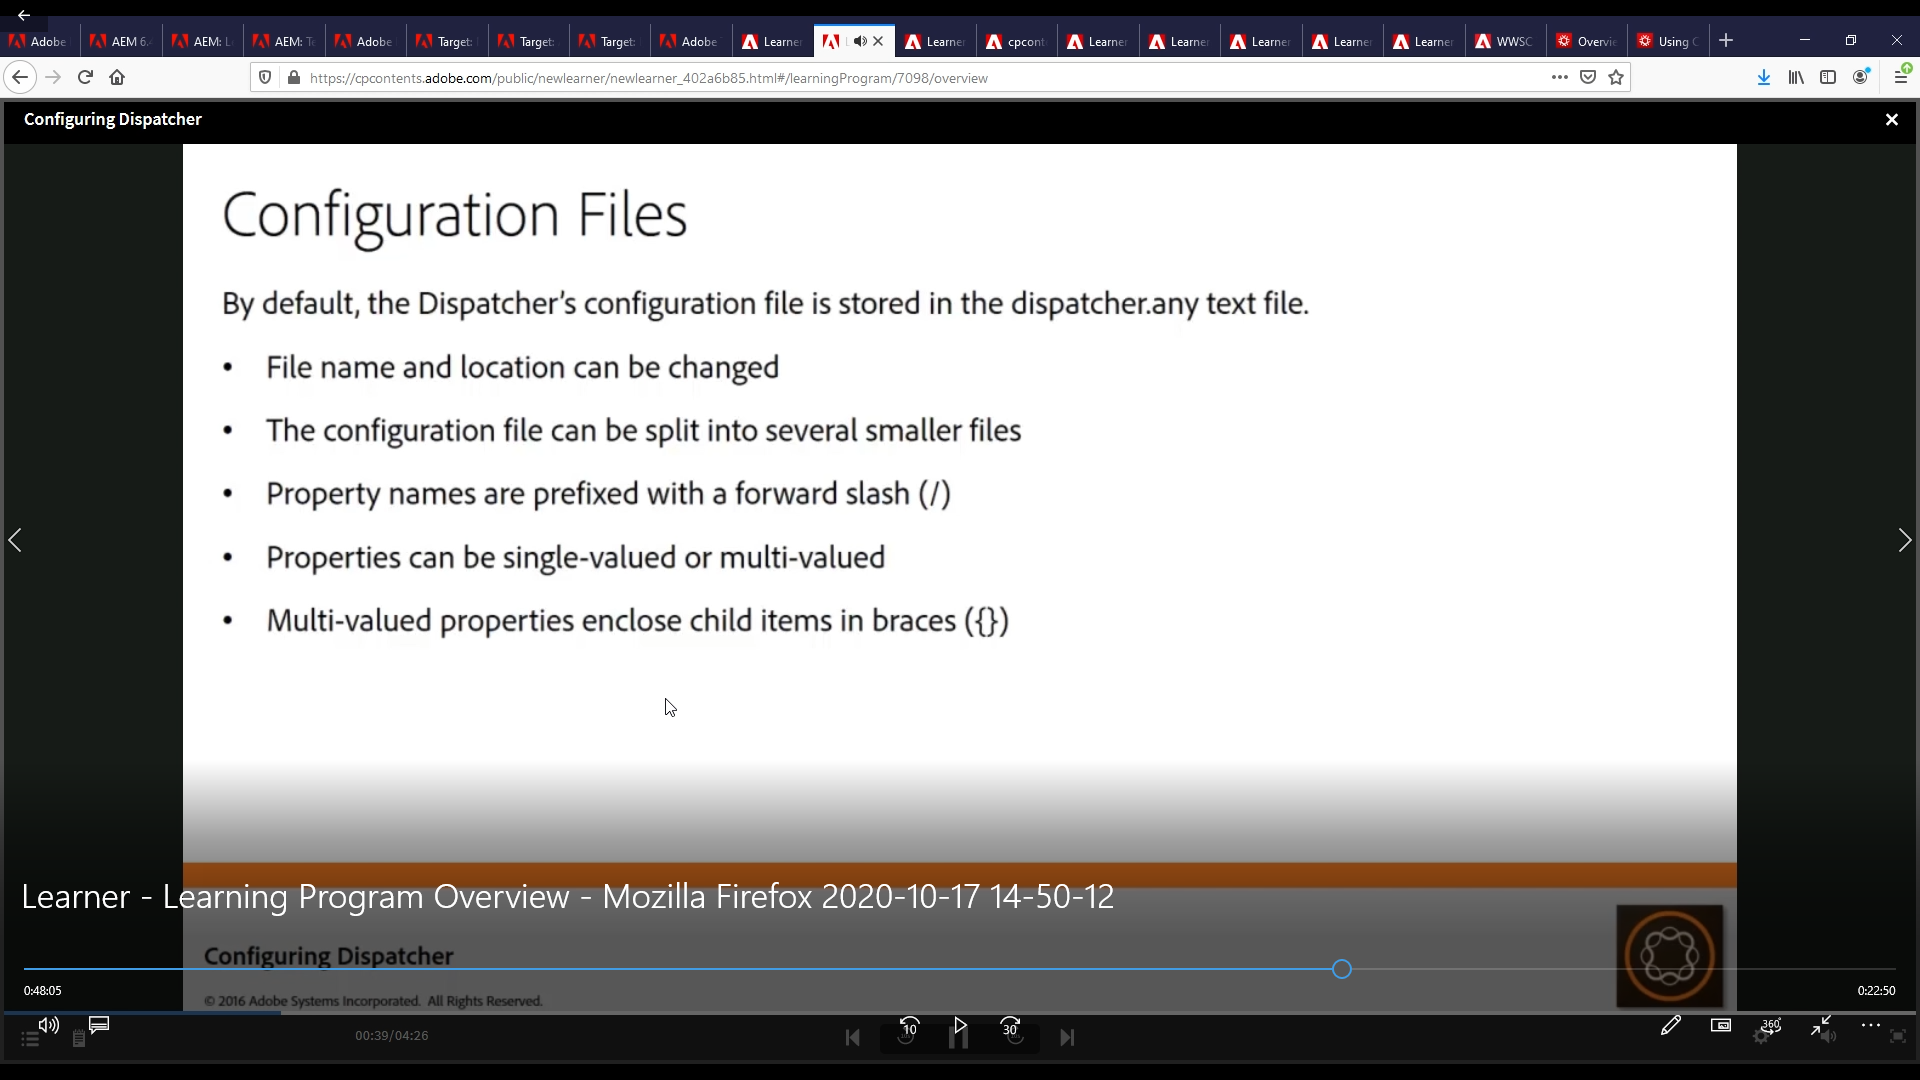 Adobe
AEM 6.
AEM: L
AEM: T
Adobe
Target:
Target:
Target:
Adobe
Learner
Learner
cpcont
Learner
Learner
Learner
Learner
Learner
WWSC
Overvi
Using C
https://cpcontents.adobe.com/public/newlearner/newlearner_402a6b85.html#/learningProgram/7098/overview
Configuring Dispatcher
Configuration Files
By default, the Dispatcher's configuration file is stored in the dispatcher.any text file.
• File name and location can be changed
• The configuration file can be split into several smaller files
• Property names are prefixed with a forward slash (/)
• Properties can be single-valued or multi-valued
• Multi-valued properties enclose child items in braces ({})
Learner - Learning Program Overview - Mozilla Firefox 2020-10-17 14-50-12
Configuring Dispatcher
0:48:05
0:22:50
© 2016 Adobe Systems Incorporated. All Rights Reserved.
00:39/04:26
10
30
360